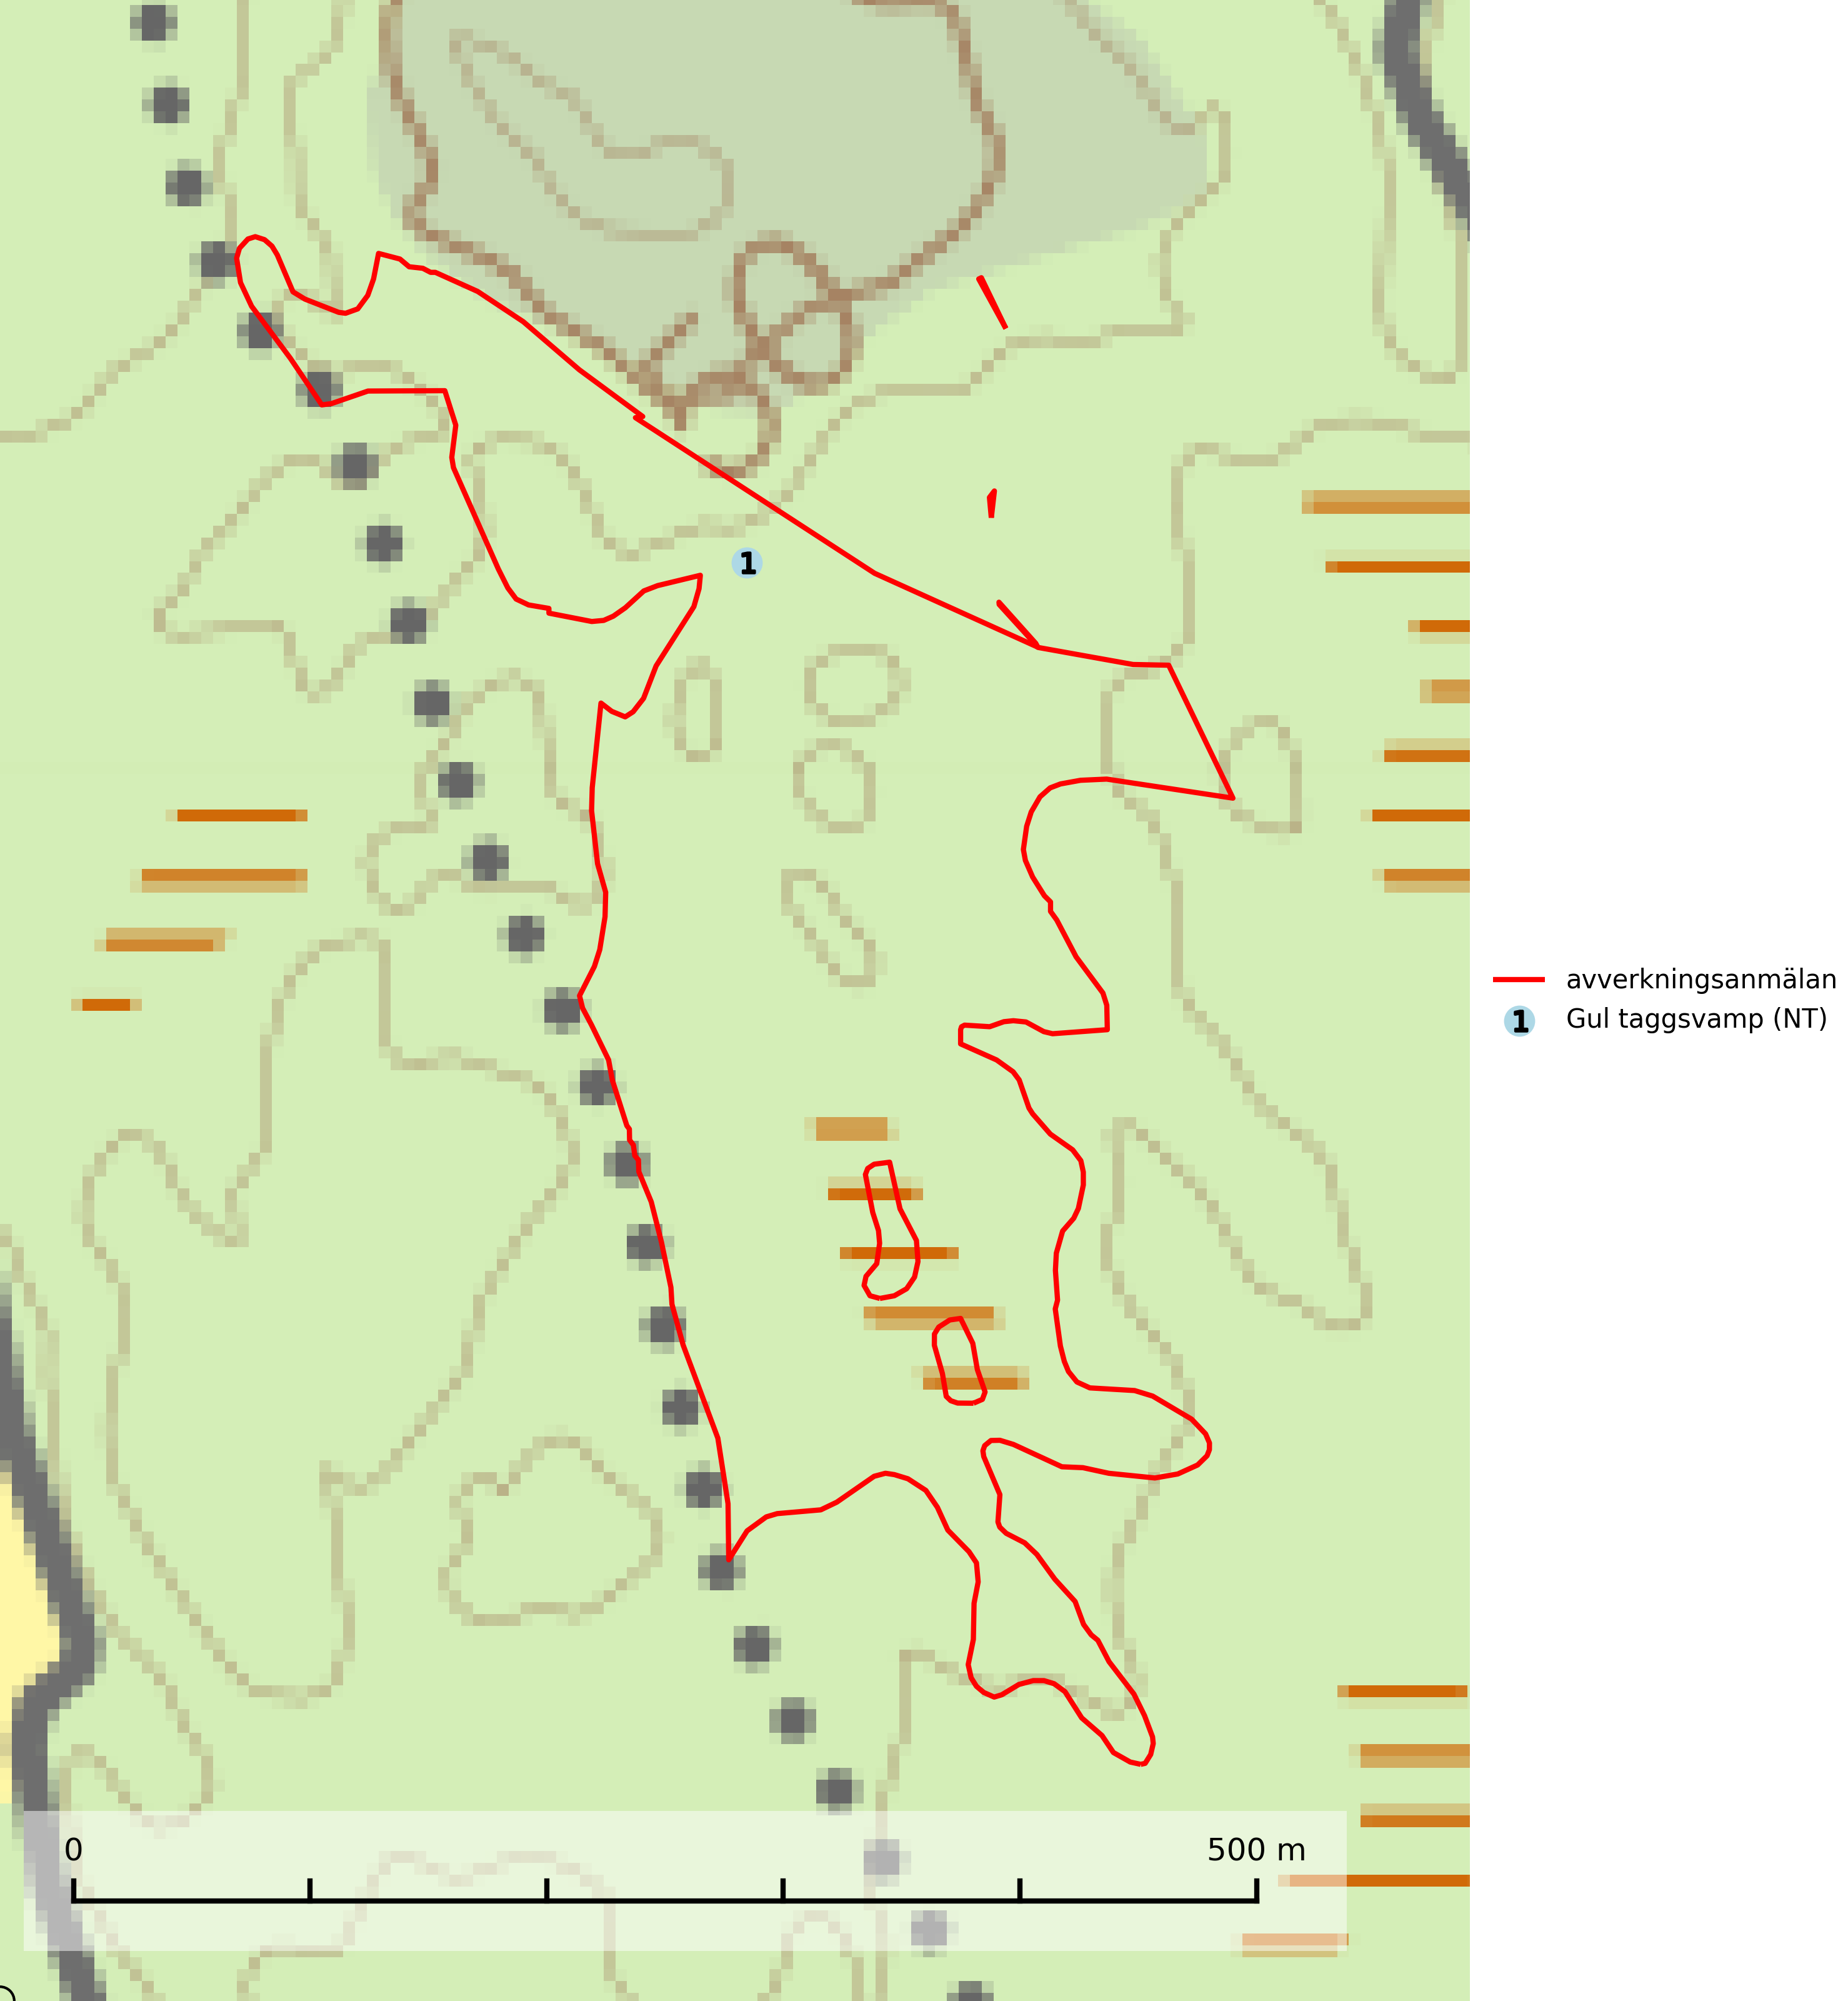 1
avverkningsanmälan
1 Gul taggsvamp (NT)
0 500 m